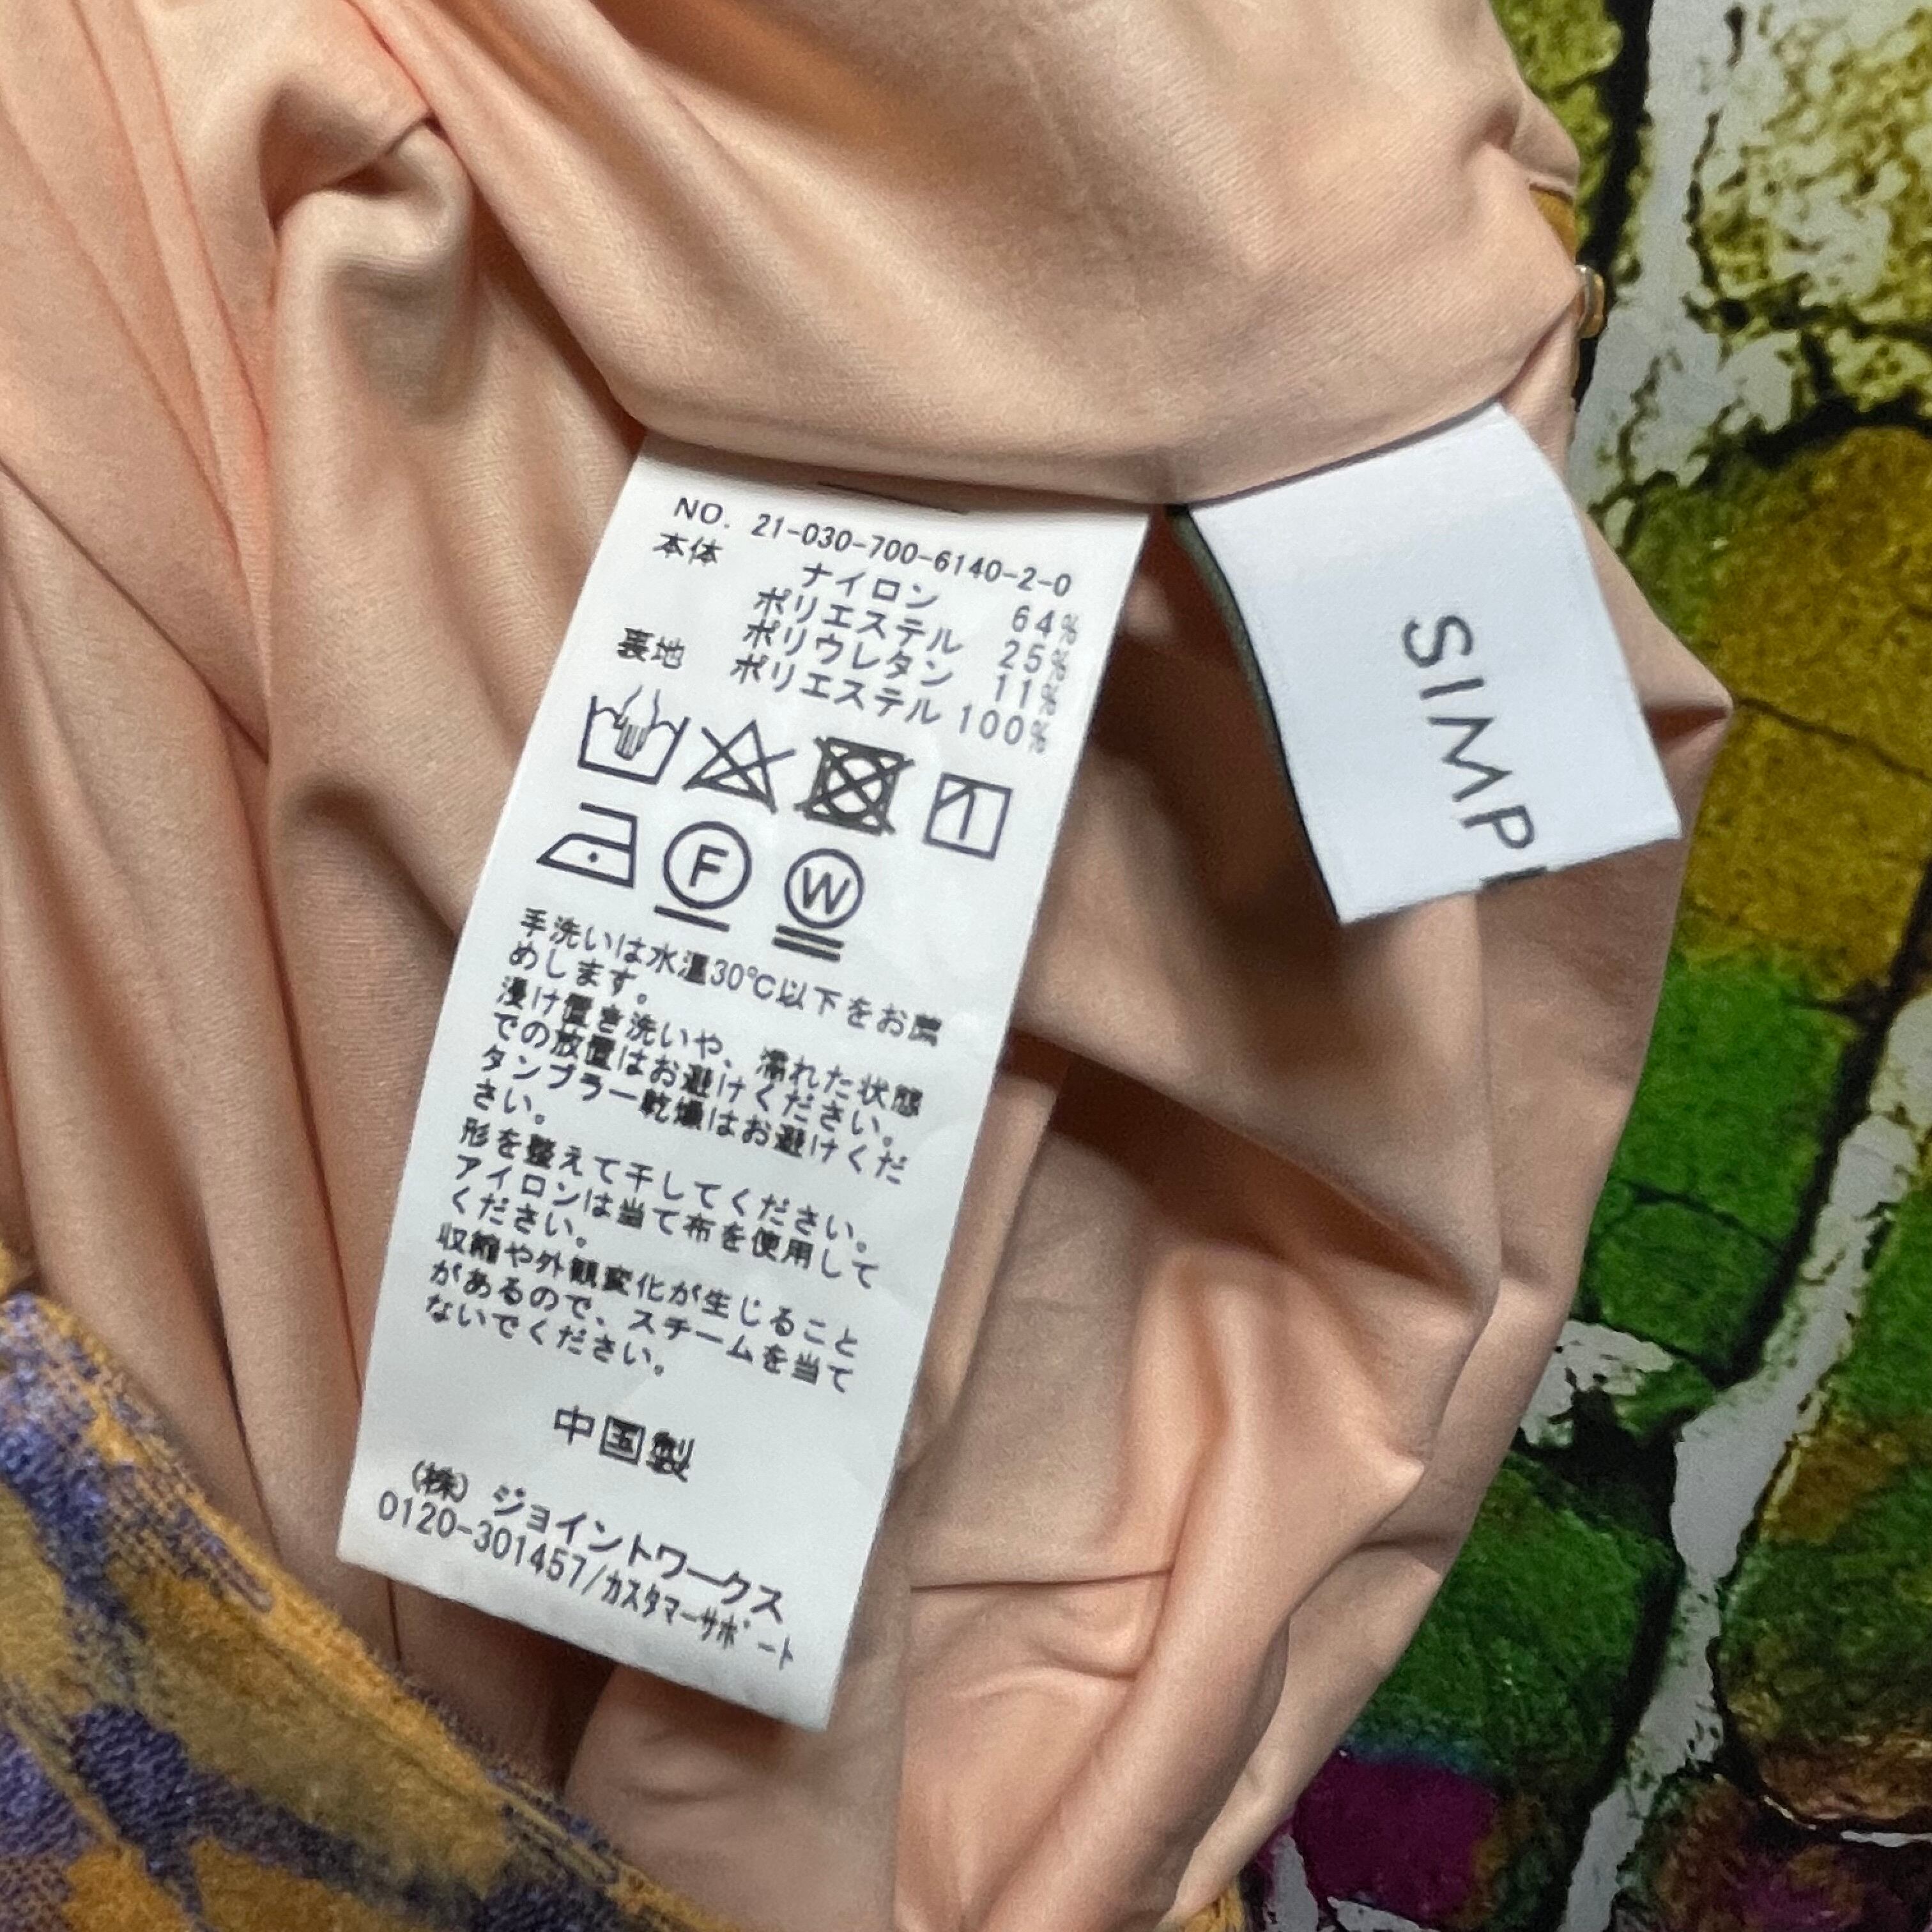 NO. 21-030-700-6140-2-0
本体 ナイロン 64%
ポリエステル 25%
ポリウレタン 11%
裏地 ポリエステル 100%
F W
手洗いは水温30℃以下をお薦
めします。
浸け置き洗いや、濡れた状態
での放置はお避けください。
タンブラー乾燥はお避けくだ
さい。
形を整えて干してください。
アイロンは当て布を使用して
ください。
収縮や外観変化が生じること
があるので、スチームを当て
ないでください。
中国製
(株) ジョイントワークス
0120-301457/カスタマーサポート
SIMP